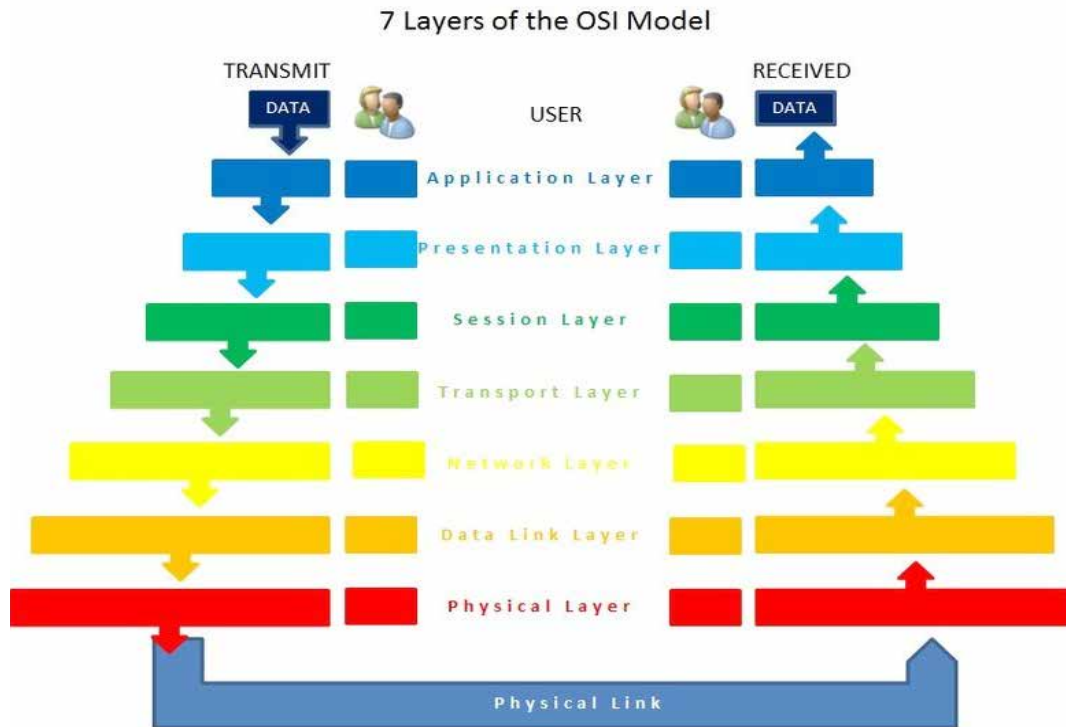 7 Layers of the OSI Model
TRANSMIT
RECEIVED
DATA
USER
DATA
Application Layer
Presentation Layer
Session Layer
Transport Layer
Network Layer
Data Link Layer
Physical Layer
Physical Link